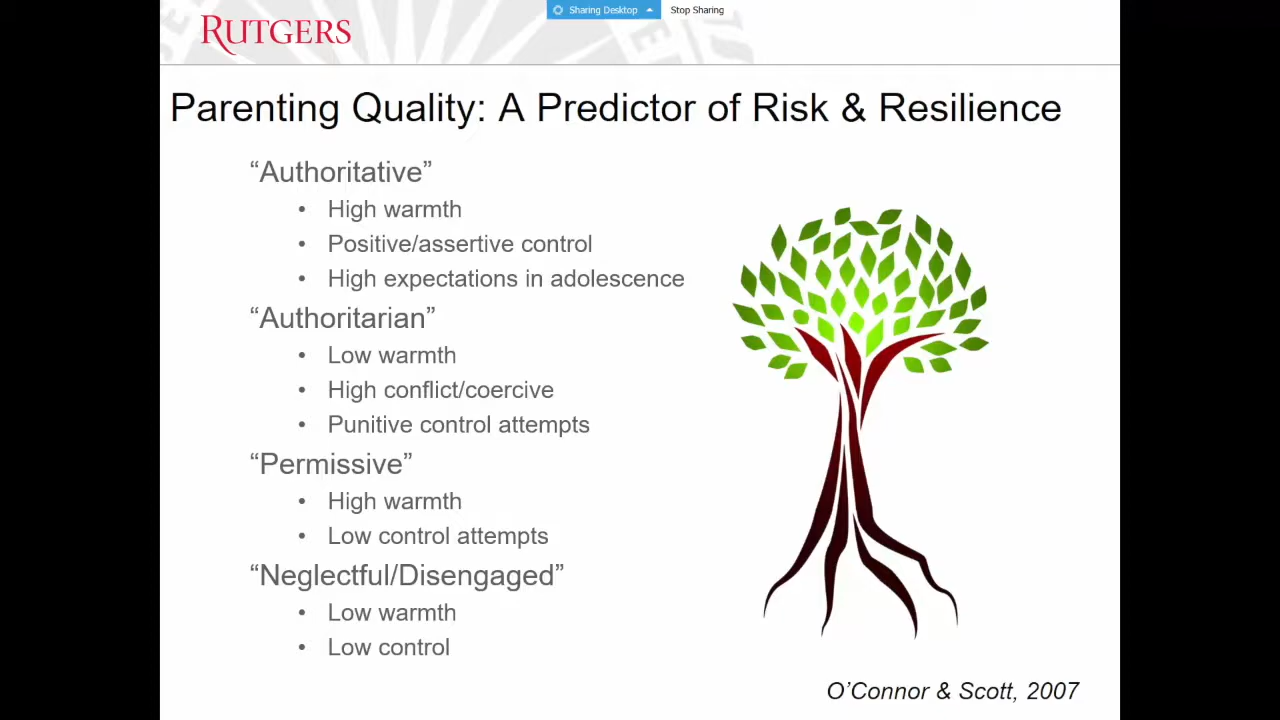 Sharing Desktop Stop Sharing
RUTGERS
Parenting Quality: A Predictor of Risk & Resilience
“Authoritative”
• High warmth
• Positive/assertive control
• High expectations in adolescence
“Authoritarian”
• Low warmth
• High conflict/coercive
• Punitive control attempts
“Permissive”
• High warmth
• Low control attempts
“Neglectful/Disengaged”
• Low warmth
• Low control
O’Connor & Scott, 2007